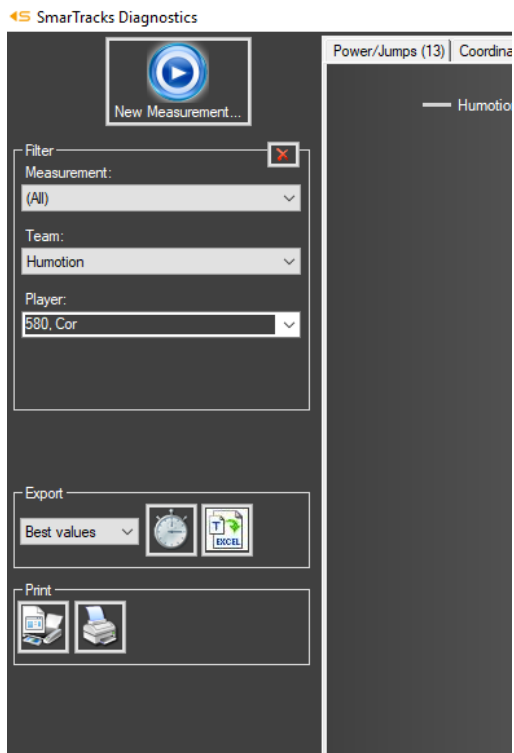 SmarTracks Diagnostics
New Measurement...
Power/Jumps (13)
Coordina
Humotion
Filter
Measurement:
(All)
Team:
Humotion
Player:
580, Cor
Export
Best values
T
EXCEL
Print